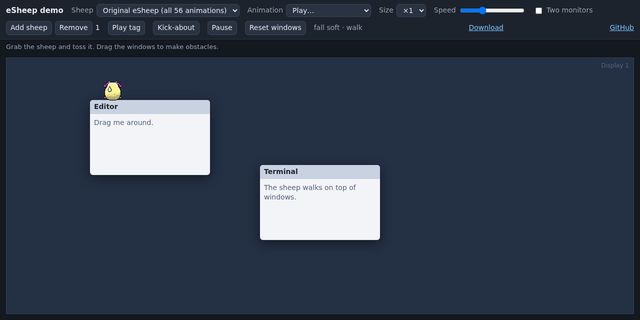 eSheep demo Sheep Original eSheep (all 56 animations) Animation Play... Size ×1 Speed Two monitors
Add sheep Remove 1 Play tag Kick-about Pause Reset windows fall soft · walk Download GitHub
Grab the sheep and toss it. Drag the windows to make obstacles.
Display 1
Editor
Drag me around.
Terminal
The sheep walks on top of
windows.